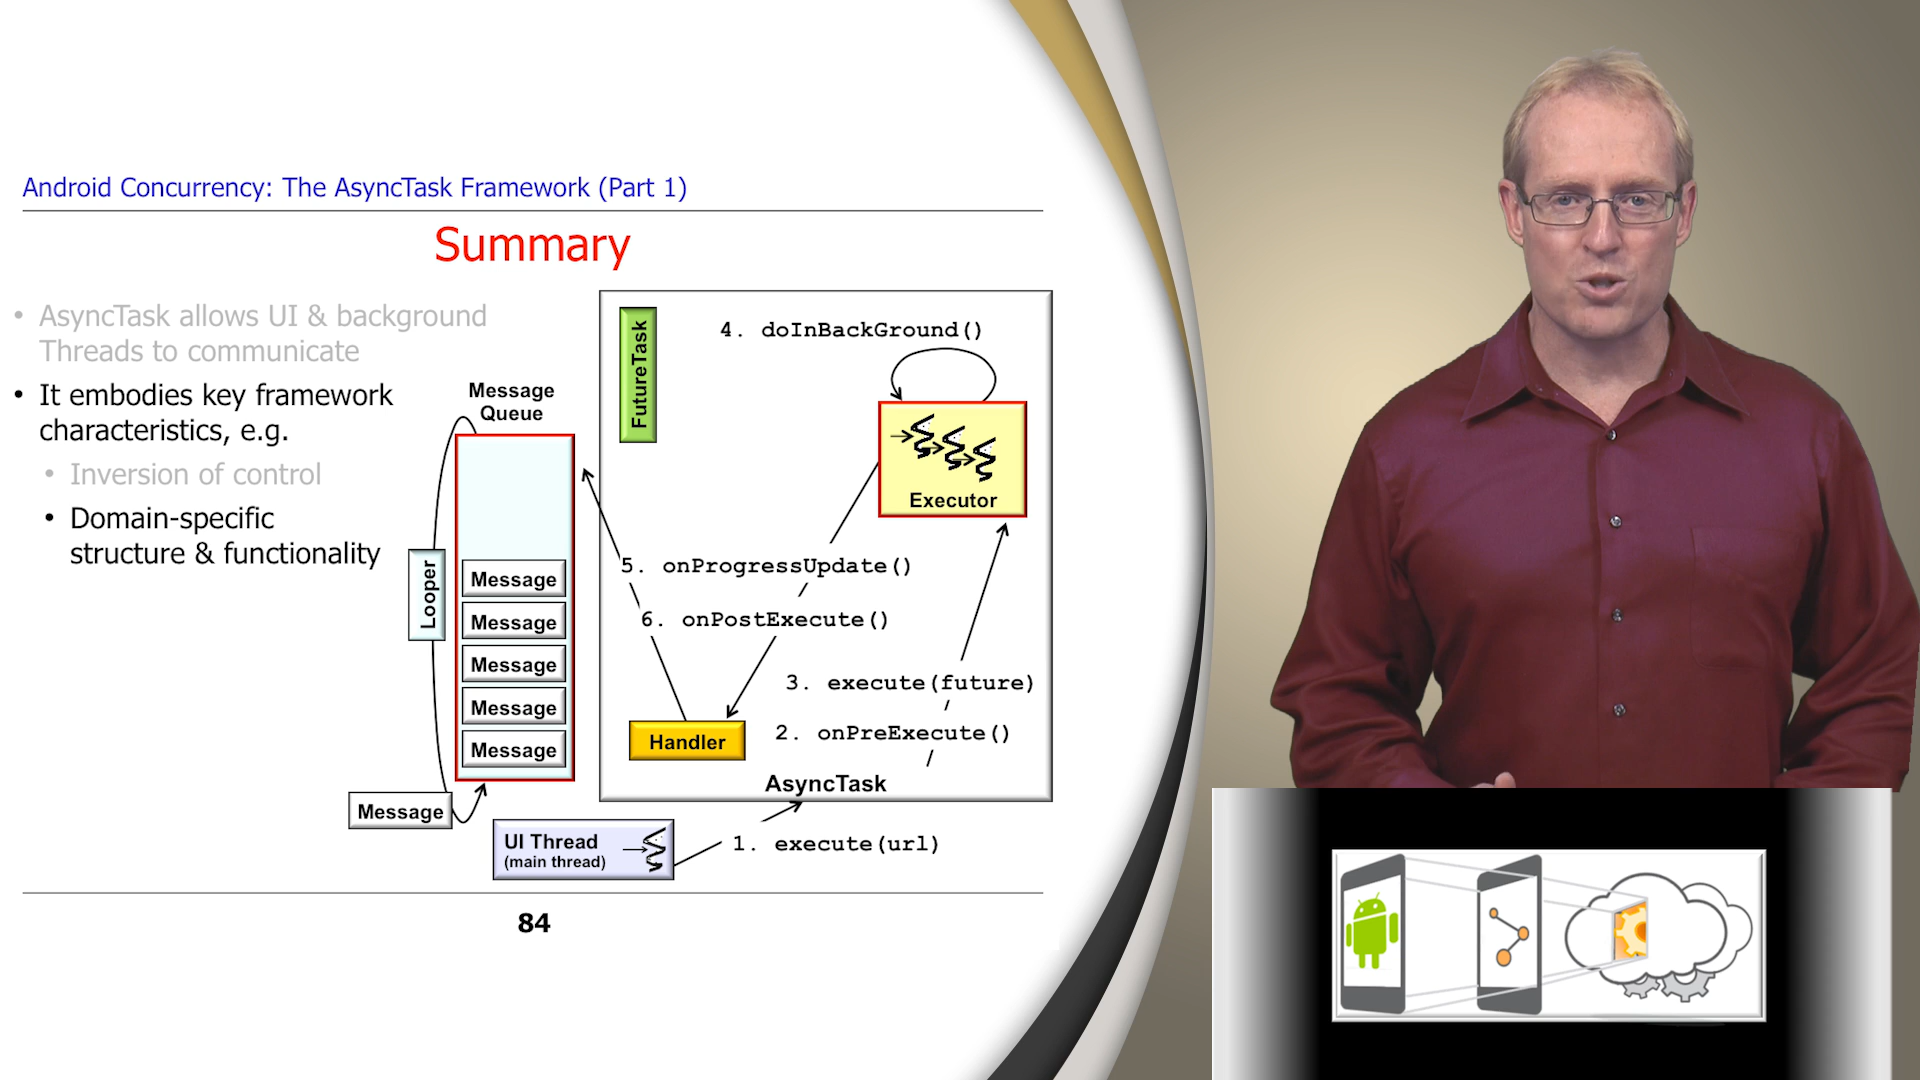 Android Concurrency: The AsyncTask Framework (Part 1)
Summary
• AsyncTask allows UI & background
Threads to communicate
• It embodies key framework
characteristics, e.g.
• Inversion of control
• Domain-specific
structure & functionality
Message
Queue
Looper
Message
Message
Message
Message
Message
Message
FutureTask
4. doInBackGround()
Executor
5. onProgressUpdate()
6. onPostExecute()
3. execute(future)
2. onPreExecute()
Handler
AsyncTask
UI Thread
(main thread)
1. execute(url)
84